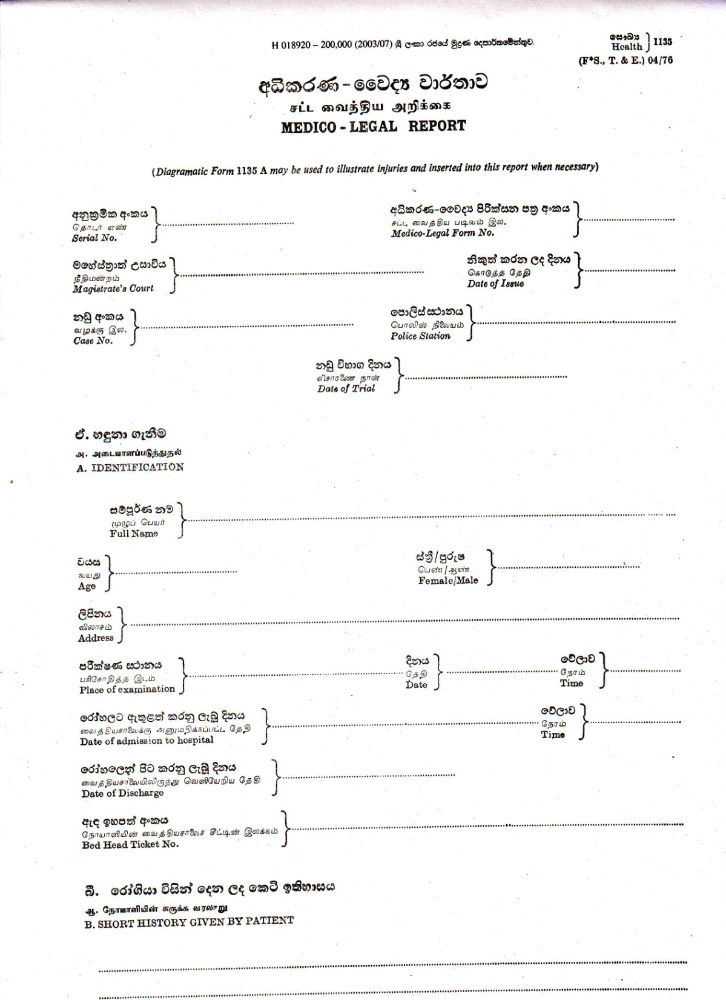 H 018920 – 200,000 (2003/07) ශ්‍රී ලංකා රජයේ මුද්‍රණ දෙපාර්තමේන්තුව.
සෞඛ්‍ය
Health } 1135
(F*S., T. & E.) 04/76
අධිකරණ – වෛද්‍ය වාර්තාව
சட்ட வைத்திய அறிக்கை
MEDICO - LEGAL REPORT
(Diagramatic Form 1135 A may be used to illustrate injuries and inserted into this report when necessary)
අනුක්‍රමික අංකය
தொடர் எண்
Serial No.
අධිකරණ–වෛද්‍ය පිරික්සන පත්‍ර අංකය
சட்ட வைத்திய படிவம் இல.
Medico-Legal Form No.
මහේස්ත්‍රාත් උසාවිය
நீதிமன்றம்
Magistrate's Court
නිකුත් කරන ලද දිනය
கொடுத்த தேதி
Date of Issue
නඩු අංකය
வழக்கு இல.
Case No.
පොලිස් ස්ථානය
பொலிஸ் நிலையம்
Police Station
නඩු විභාග දිනය
விசாரணை நாள்
Date of Trial
ඒ. හඳුනා ගැනීම
அ. அடையாளப்படுத்துதல்
A. IDENTIFICATION
සම්පූර්ණ නම
முழுப் பெயர்
Full Name
වයස
வயது
Age
ස්ත්‍රී/පුරුෂ
பெண்/ஆண்
Female/Male
ලිපිනය
விலாசம்
Address
පරීක්ෂණ ස්ථානය
பரிசோதித்த இடம்
Place of examination
දිනය
தேதி
Date
වේලාව
நேரம்
Time
රෝහලට ඇතුළත් කරනු ලැබූ දිනය
வைத்தியசாலைக்கு அனுமதிக்கப்பட்ட தேதி
Date of admission to hospital
වේලාව
நேரம்
Time
රෝහලෙන් පිට කරනු ලැබූ දිනය
வைத்தியசாலையிலிருந்து வெளியேறிய தேதி
Date of Discharge
ඇඳ ඉහපත් අංකය
நோயாளியின் வைத்தியசாலைச் சீட்டின் இலக்கம்
Bed Head Ticket No.
බී. රෝගියා විසින් දෙන ලද කෙටි ඉතිහාසය
ஆ. நோயாளியின் சுருக்க வரலாறு
B. SHORT HISTORY GIVEN BY PATIENT